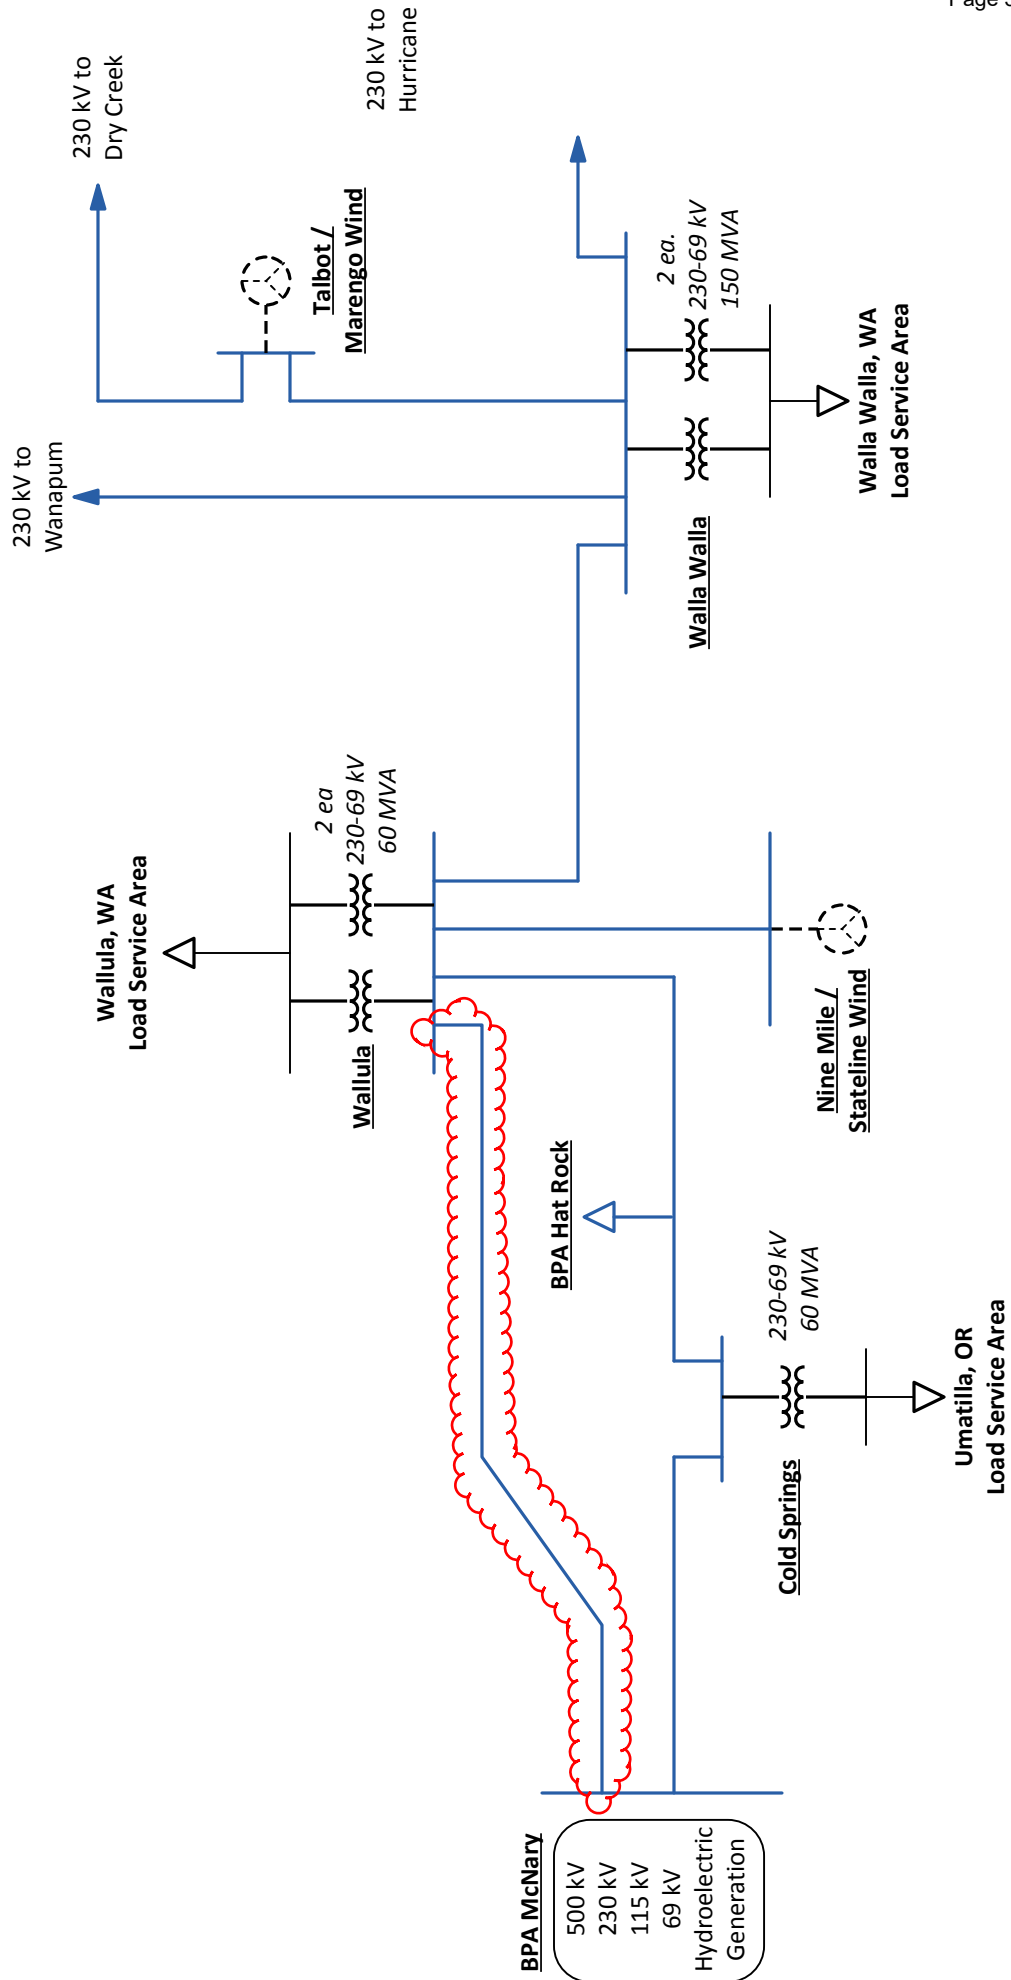 Page 5
230 kV to
Dry Creek
230 kV to
Hurricane
Talbot /
Marengo Wind
230 kV to
Wanapum
2 ea.
230-69 kV
150 MVA
Walla Walla, WA
Load Service Area
Walla Walla
Wallula, WA
Load Service Area
2 ea
230-69 kV
60 MVA
Wallula
Nine Mile /
Stateline Wind
BPA Hat Rock
230-69 kV
60 MVA
Umatilla, OR
Load Service Area
Cold Springs
BPA McNary
500 kV
230 kV
115 kV
69 kV
Hydroelectric
Generation